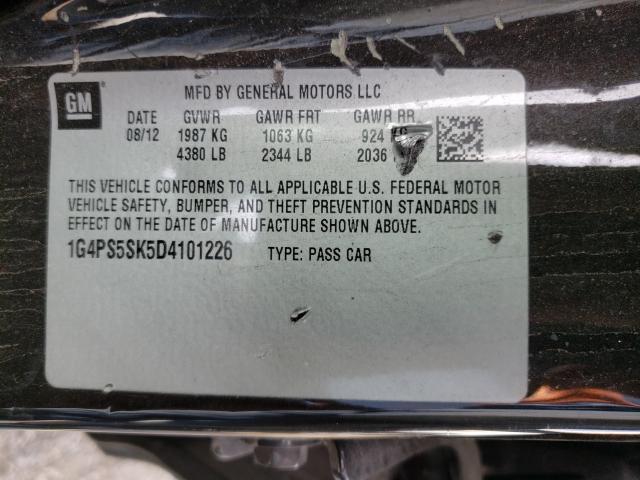 GM
MFD BY GENERAL MOTORS LLC
DATE GVWR GAWR FRT GAWR RR
08/12 1987 KG 1063 KG 924 KG
4380 LB 2344 LB 2036
THIS VEHICLE CONFORMS TO ALL APPLICABLE U.S. FEDERAL MOTOR
VEHICLE SAFETY, BUMPER, AND THEFT PREVENTION STANDARDS IN
EFFECT ON THE DATE OF MANUFACTURE SHOWN ABOVE.
1G4PS5SK5D4101226 TYPE: PASS CAR